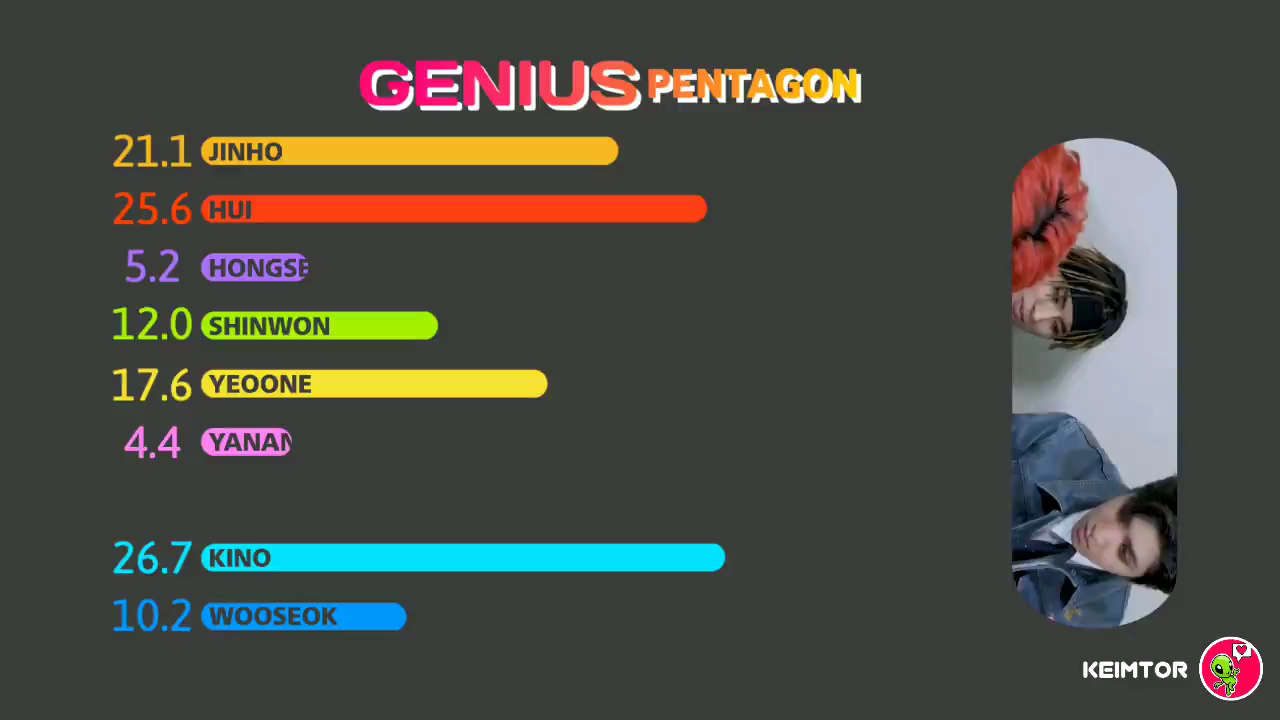 GENIUS PENTAGON
21.1 JINHO
25.6 HUI
5.2 HONGSE
12.0 SHINWON
17.6 YEOONE
4.4 YANAN
26.7 KINO
10.2 WOOSEOK
KEIMTOR